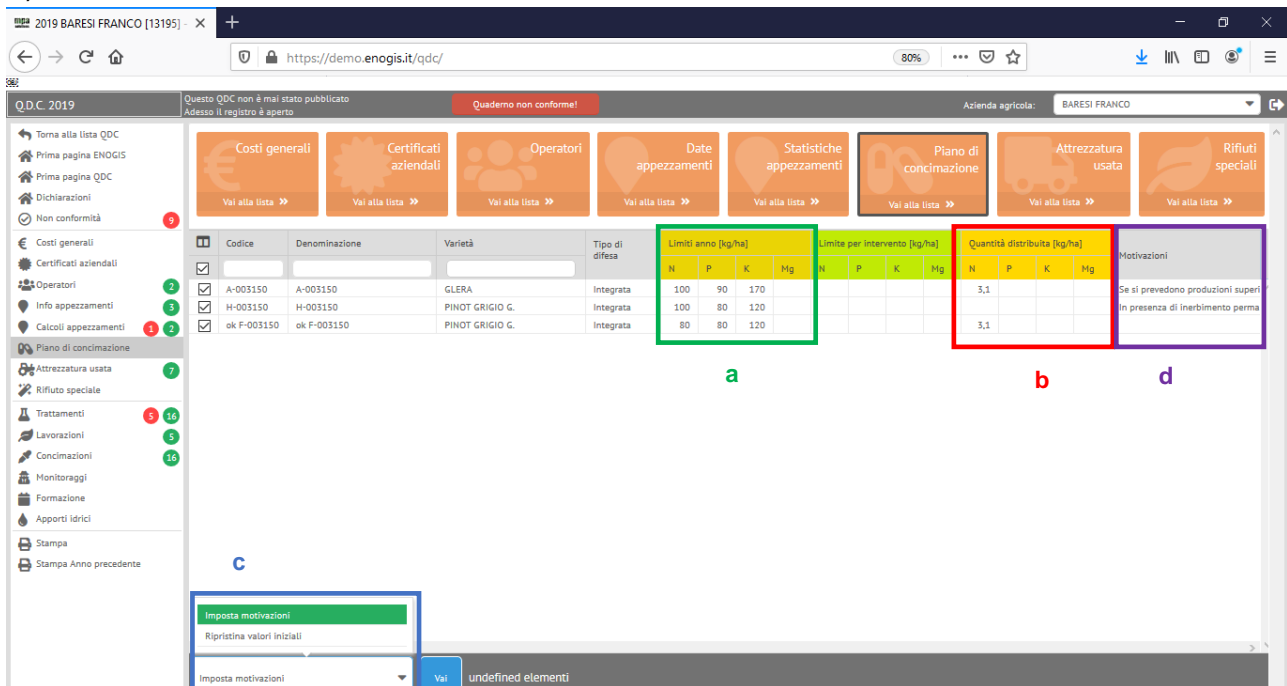 2019 BARESI FRANCO [13195] -
https://demo.enogis.it/qdc/
80%
Q.D.C. 2019
Questo QDC non è mai stato pubblicato
Adesso il registro è aperto
Quaderno non conforme!
Azienda agricola:
BARESI FRANCO
Torna alla lista QDC
Prima pagina ENOGIS
Prima pagina QDC
Dichiarazioni
Non conformità 9
Costi generali
Certificati aziendali
Operatori 2
Info appezzamenti 3
Calcoli appezzamenti 1 2
Piano di concimazione
Attrezzatura usata 7
Rifiuto speciale
Trattamenti 5 16
Lavorazioni 5
Concimazioni 16
Monitoraggi
Formazione
Apporti idrici
Stampa
Stampa Anno precedente
Costi generali
Vai alla lista
Certificati
aziendali
Vai alla lista
Operatori
Vai alla lista
Date
appezzamenti
Vai alla lista
Statistiche
appezzamenti
Vai alla lista
Piano di
concimazione
Vai alla lista
Attrezzatura
usata
Vai alla lista
Rifiuti
speciali
Vai alla lista
Codice Denominazione Varietà Tipo di difesa Limiti anno [kg/ha] Limite per intervento [kg/ha] Quantità distribuita [kg/ha] Motivazioni
N P K Mg N P K Mg N P K Mg
A-003150 A-003150 GLERA Integrata 100 90 170 3,1 Se si prevedono produzioni superi
H-003150 H-003150 PINOT GRIGIO G. Integrata 100 80 120 In presenza di inerbimento perma
ok F-003150 ok F-003150 PINOT GRIGIO G. Integrata 80 80 120 3,1
a
b
d
c
Imposta motivazioni
Ripristina valori iniziali
Imposta motivazioni
Vai
undefined elementi